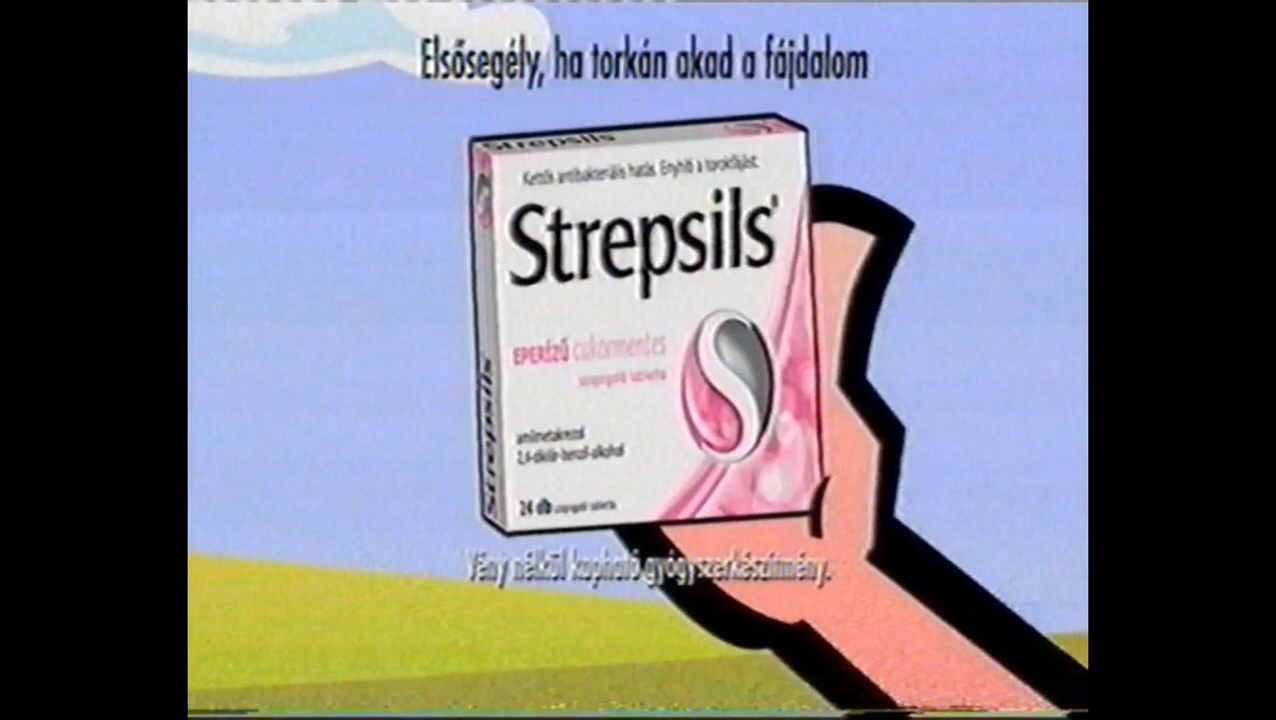 Elsősegély, ha torkán akad a fájdalom
Strepsils
Kettős antibakteriális hatás. Enyhíti a torokfájást.
Strepsils
EPERÍZŰ cukormentes
szopogató tabletta
amilmetakrezol
2,4-diklór-benzil-alkohol
24 db szopogató tabletta
Strepsils
Vény nélkül kapható gyógyszerkészítmény.